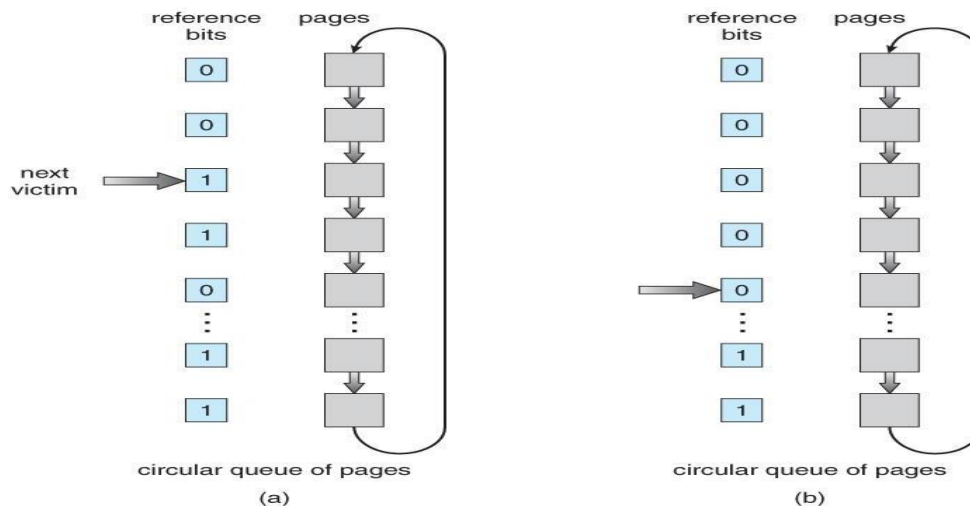 reference pages
bits
0
0
next
victim
1
1
0
1
1
circular queue of pages
(a)
reference pages
bits
0
0
0
0
0
1
1
circular queue of pages
(b)